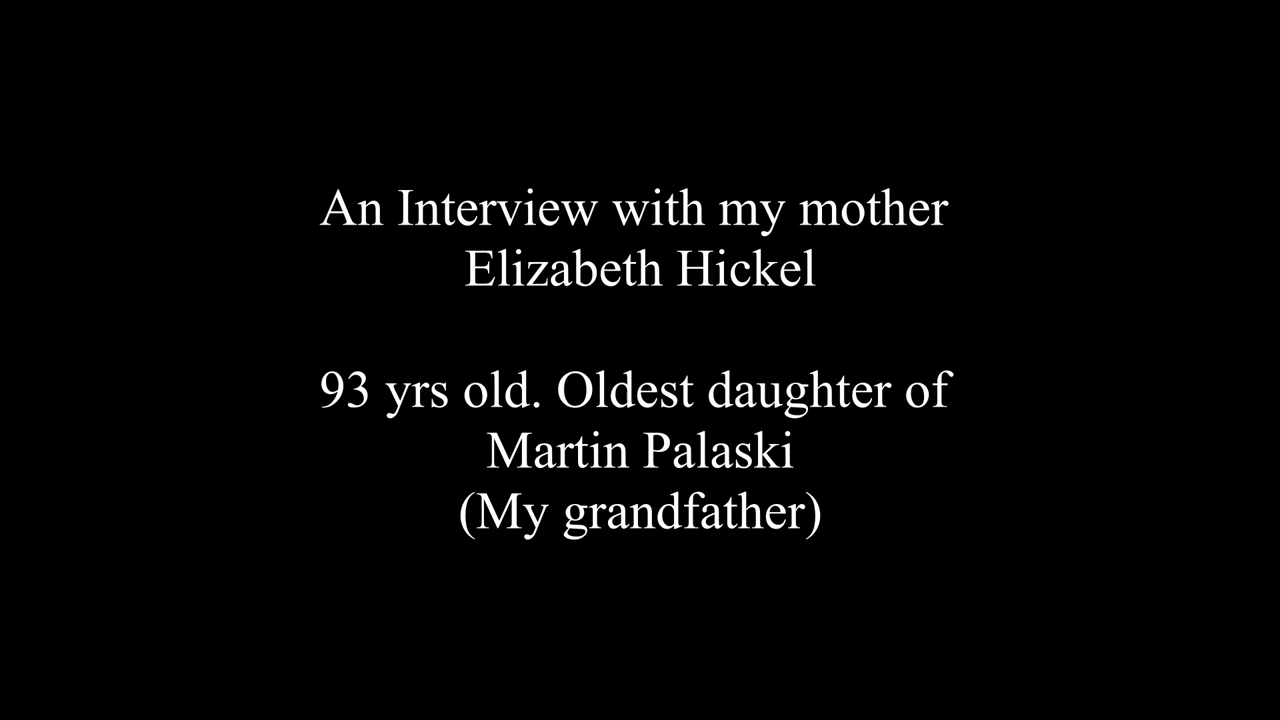 An Interview with my mother
Elizabeth Hickel
93 yrs old. Oldest daughter of
Martin Palaski
(My grandfather)